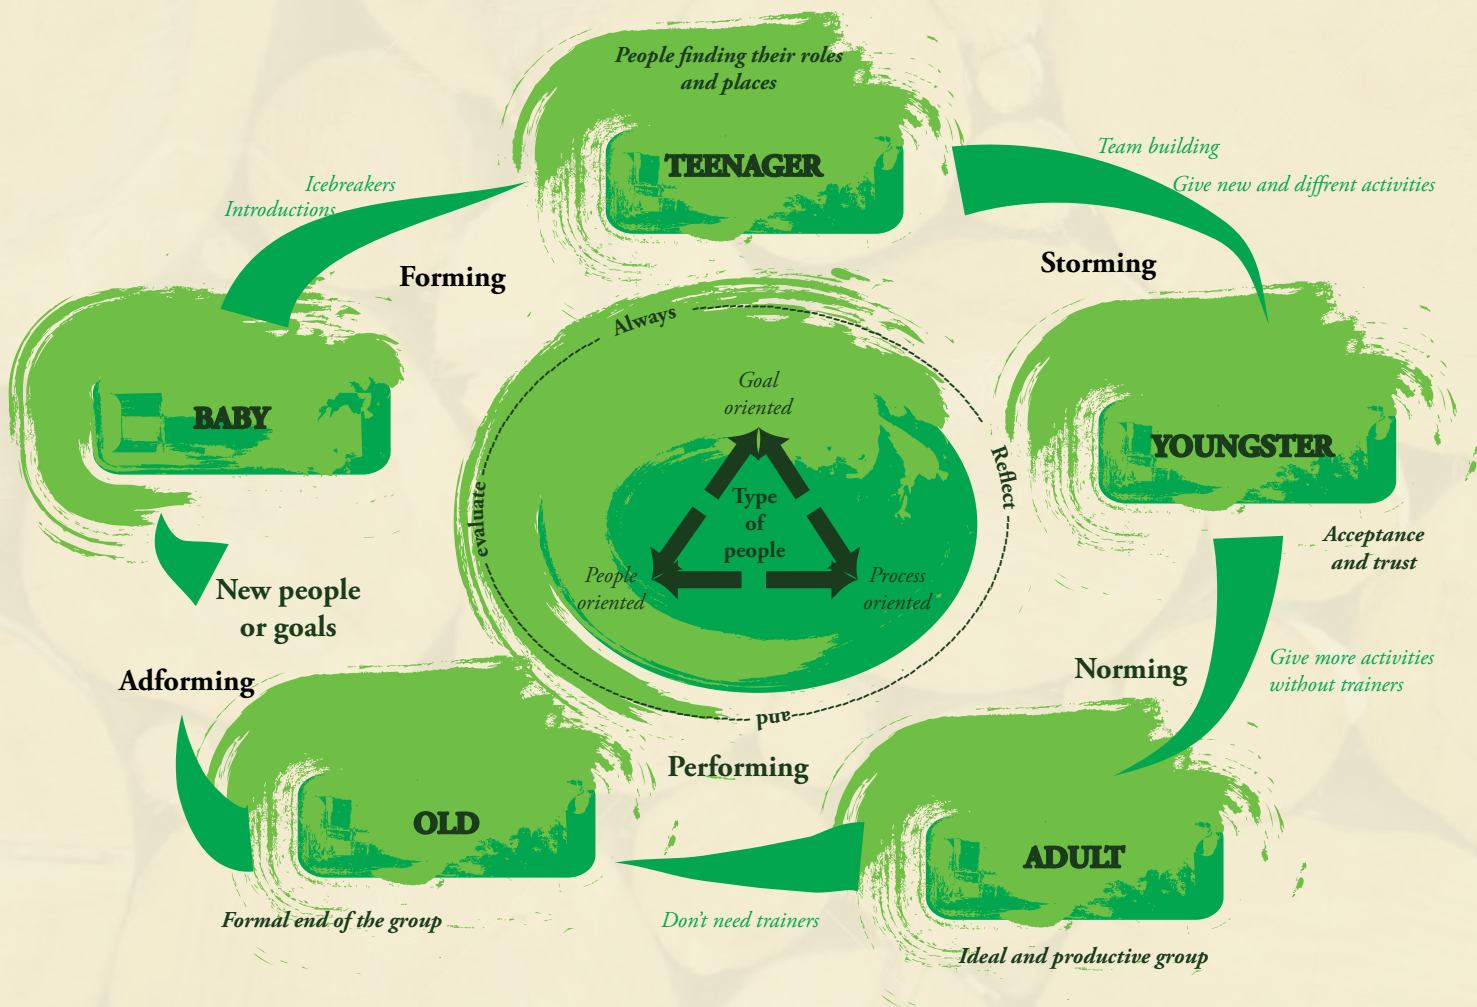 People finding their roles
and places
TEENAGER
Team building
Give new and diffrent activities
Icebreakers
Introductions
Forming
Storming
BABY
YOUNGSTER
Always
Reflect
and
evaluate
Goal
oriented
Type
of
people
People
oriented
Process
oriented
Acceptance
and trust
New people
or goals
Adforming
Norming
Give more activities
without trainers
Performing
OLD
ADULT
Formal end of the group
Don't need trainers
Ideal and productive group